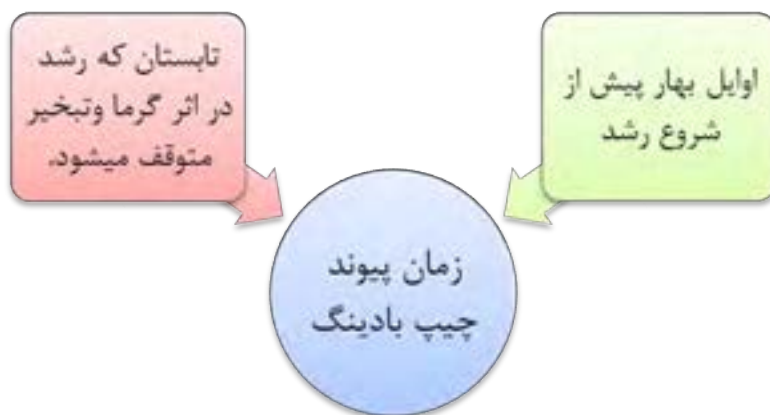 اوایل بهار پیش از
شروع رشد
تابستان که رشد
در اثر گرما وتبخیر
متوقف میشود.
زمان پیوند
چیپ بادینگ